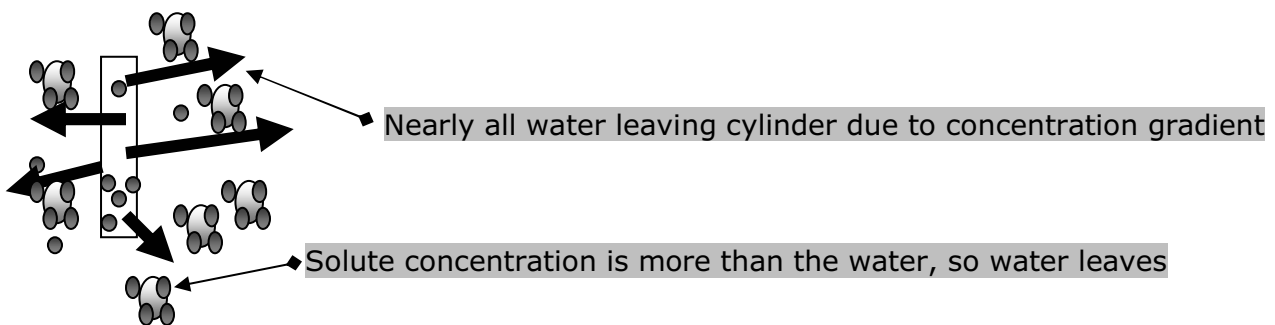 Nearly all water leaving cylinder due to concentration gradient
Solute concentration is more than the water, so water leaves